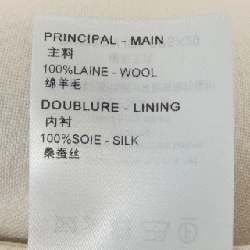 PRINCIPAL - MAIN
主料
100%LAINE - WOOL
绵羊毛
DOUBLURE - LINING
内衬
100%SOIE - SILK
桑蚕丝